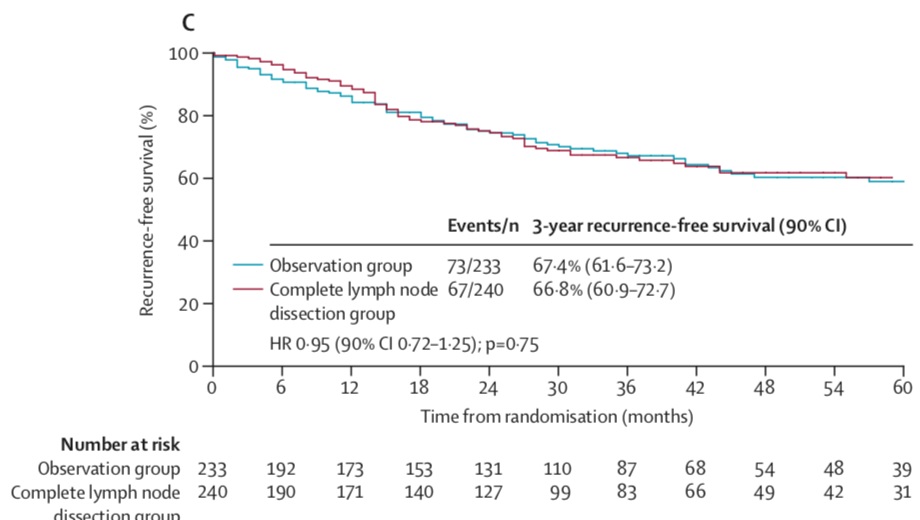 C
Recurrence-free survival (%)
100
80
60
40
20
0
Events/n 3-year recurrence-free survival (90% CI)
Observation group 73/233 67·4% (61·6–73·2)
Complete lymph node 67/240 66·8% (60·9–72·7)
dissection group
HR 0·95 (90% CI 0·72–1·25); p=0·75
0 6 12 18 24 30 36 42 48 54 60
Time from randomisation (months)
Number at risk
Observation group 233 192 173 153 131 110 87 68 54 48 39
Complete lymph node 240 190 171 140 127 99 83 66 49 42 31
dissection group